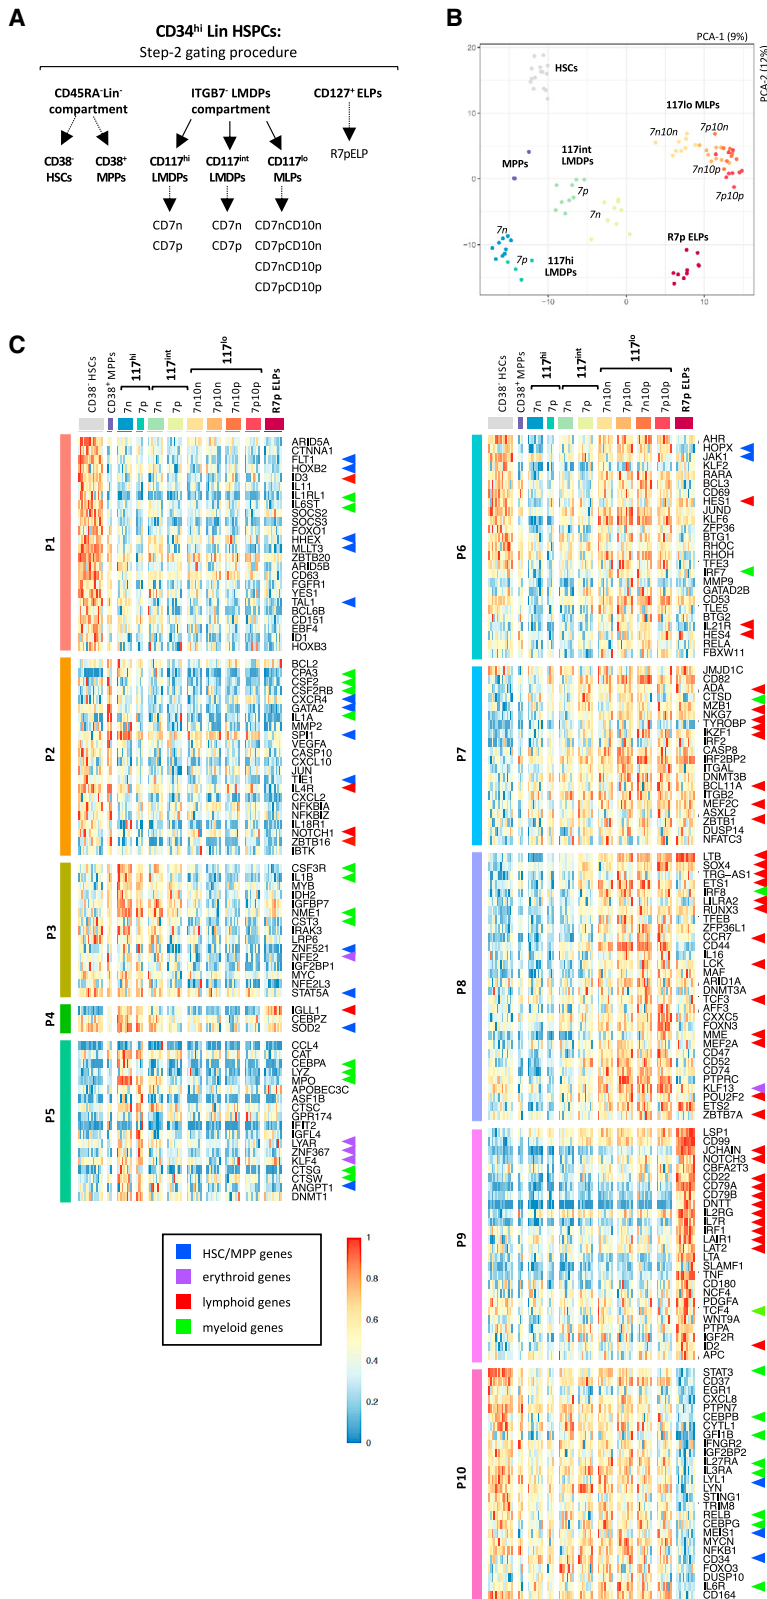 A
CD34hi Lin HSPCs:
Step-2 gating procedure
CD45RA-Lin-
compartment
ITGB7- LMDPs
compartment
CD127+ ELPs
CD38-
HSCs
CD38+
MPPs
CD117hi
LMDPs
CD117int
LMDPs
CD117lo
MLPs
R7pELP
CD7n
CD7p
CD7n
CD7p
CD7nCD10n
CD7pCD10n
CD7nCD10p
CD7pCD10p
B
PCA-1 (9%)
PCA-2 (12%)
20
10
0
−10
−10
0
10
HSCs
117lo MLPs
7n10n
7p10n
7n10p
7p10p
MPPs
117int
LMDPs
7p
7n
7n
7p
117hi
LMDPs
R7p ELPs
C
CD38- HSCs
CD38+ MPPs
117hi
117int
117lo
7n
7p
7n
7p
7n10n
7p10n
7n10p
7p10p
R7p ELPs
P1
ARID5A
CTNNA1
FLT1
HOXB2
ID3
IL11
IL1RL1
IL6ST
SOCS2
SOCS3
FOXO1
HHEX
MLLT3
ZBTB20
ARID5B
CD63
FGFR1
YES1
TAL1
BCL6B
CD151
EBF4
ID1
HOXB3
P2
BCL2
CPA3
CSF2
CSF2RB
CXCR4
GATA2
IL1A
MMP2
SPI1
VEGFA
CASP10
CXCL10
JUN
TIE1
IL4R
CXCL2
NFKBIA
NFKBIZ
IL18R1
NOTCH1
ZBTB16
IBTK
P3
CSF3R
IL1B
MYB
IDH2
IGFBP7
NME1
CST3
IRAK3
LRP6
ZNF521
NFE2
IGF2BP1
MYC
NFE2L3
STAT5A
P4
IGLL1
CEBPZ
SOD2
P5
CCL4
CAT
CEBPA
LYZ
MPO
APOBEC3C
ASF1B
CTSC
GPR174
IFIT2
IGFL4
LYAR
ZNF367
KLF4
CTSG
CTSW
ANGPT1
DNMT1
HSC/MPP genes
erythroid genes
lymphoid genes
myeloid genes
1
0.8
0.6
0.4
0.2
0
CD38- HSCs
CD38+ MPPs
117hi
117int
117lo
7n
7p
7n
7p
7n10n
7p10n
7n10p
7p10p
R7p ELPs
P6
AHR
HOPX
JAK1
KLF2
RARA
BCL3
CD69
HES1
JUND
KLF6
ZFP36
BTG1
RHOC
RHOH
TFE3
IRF7
MMP9
GATAD2B
CD53
TLE5
BTG2
IL21R
HES4
RELA
FBXW11
P7
JMJD1C
CD82
ADA
CTSD
MZB1
NKG7
TYROBP
IKZF1
IRF2
CASP8
IRF2BP2
ITGAL
DNMT3B
BCL11A
ITGB2
MEF2C
ASXL2
ZBTB1
DUSP14
NFATC3
P8
LTB
SOX4
TRG−AS1
ETS1
IRF8
LILRA2
RUNX3
TFEB
ZFP36L1
CCR7
CD44
IL16
LCK
MAF
ARID1A
DNMT3A
TCF3
AFF3
CXXC5
FOXN3
MME
MEF2A
CD47
CD52
CD74
PTPRC
KLF13
POU2F2
ETS2
ZBTB7A
P9
LSP1
CD99
JCHAIN
NOTCH3
CBFA2T3
CD22
CD79A
CD79B
DNTT
IL2RG
IL7R
IRF1
LAIR1
LAT2
LTA
SLAMF1
TNF
CD180
NCF4
PDGFA
TCF4
WNT9A
PTPA
IGF2R
ID2
APC
P10
STAT3
CD37
EGR1
CXCL8
PTPN7
CEBPB
CYTL1
GFI1B
IFNGR2
IGF2BP2
IL27RA
IL3RA
LYL1
LYN
STING1
TRIM8
RELB
CEBPG
MEIS1
MYCN
NFKB1
CD34
FOXO3
DUSP10
IL6R
CD164